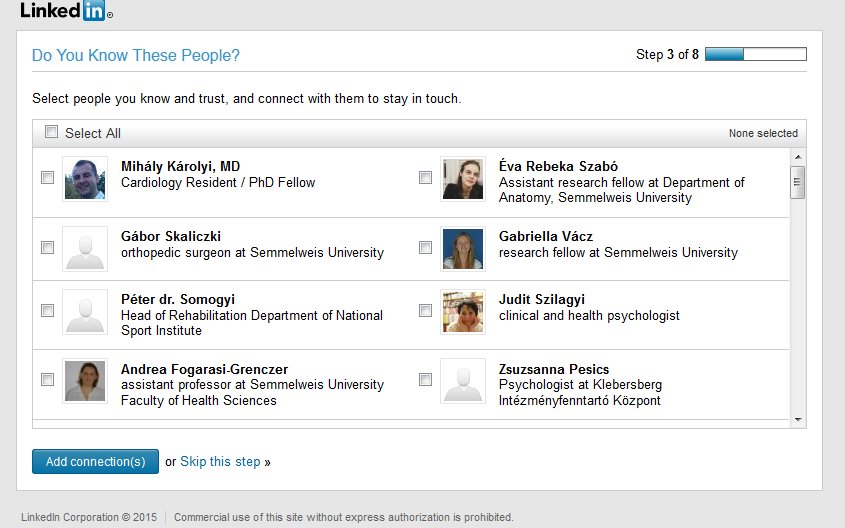 Linked in ®
Do You Know These People?
Step 3 of 8
Select people you know and trust, and connect with them to stay in touch.
Select All
None selected
Mihály Károlyi, MD
Cardiology Resident / PhD Fellow
Éva Rebeka Szabó
Assistant research fellow at Department of
Anatomy, Semmelweis University
Gábor Skaliczki
orthopedic surgeon at Semmelweis University
Gabriella Vácz
research fellow at Semmelweis University
Péter dr. Somogyi
Head of Rehabilitation Department of National
Sport Institute
Judit Szilagyi
clinical and health psychologist
Andrea Fogarasi-Grenczer
assistant professor at Semmelweis University
Faculty of Health Sciences
Zsuzsanna Pesics
Psychologist at Klebersberg
Intézményfenntartó Központ
Add connection(s) or Skip this step »
LinkedIn Corporation © 2015 | Commercial use of this site without express authorization is prohibited.